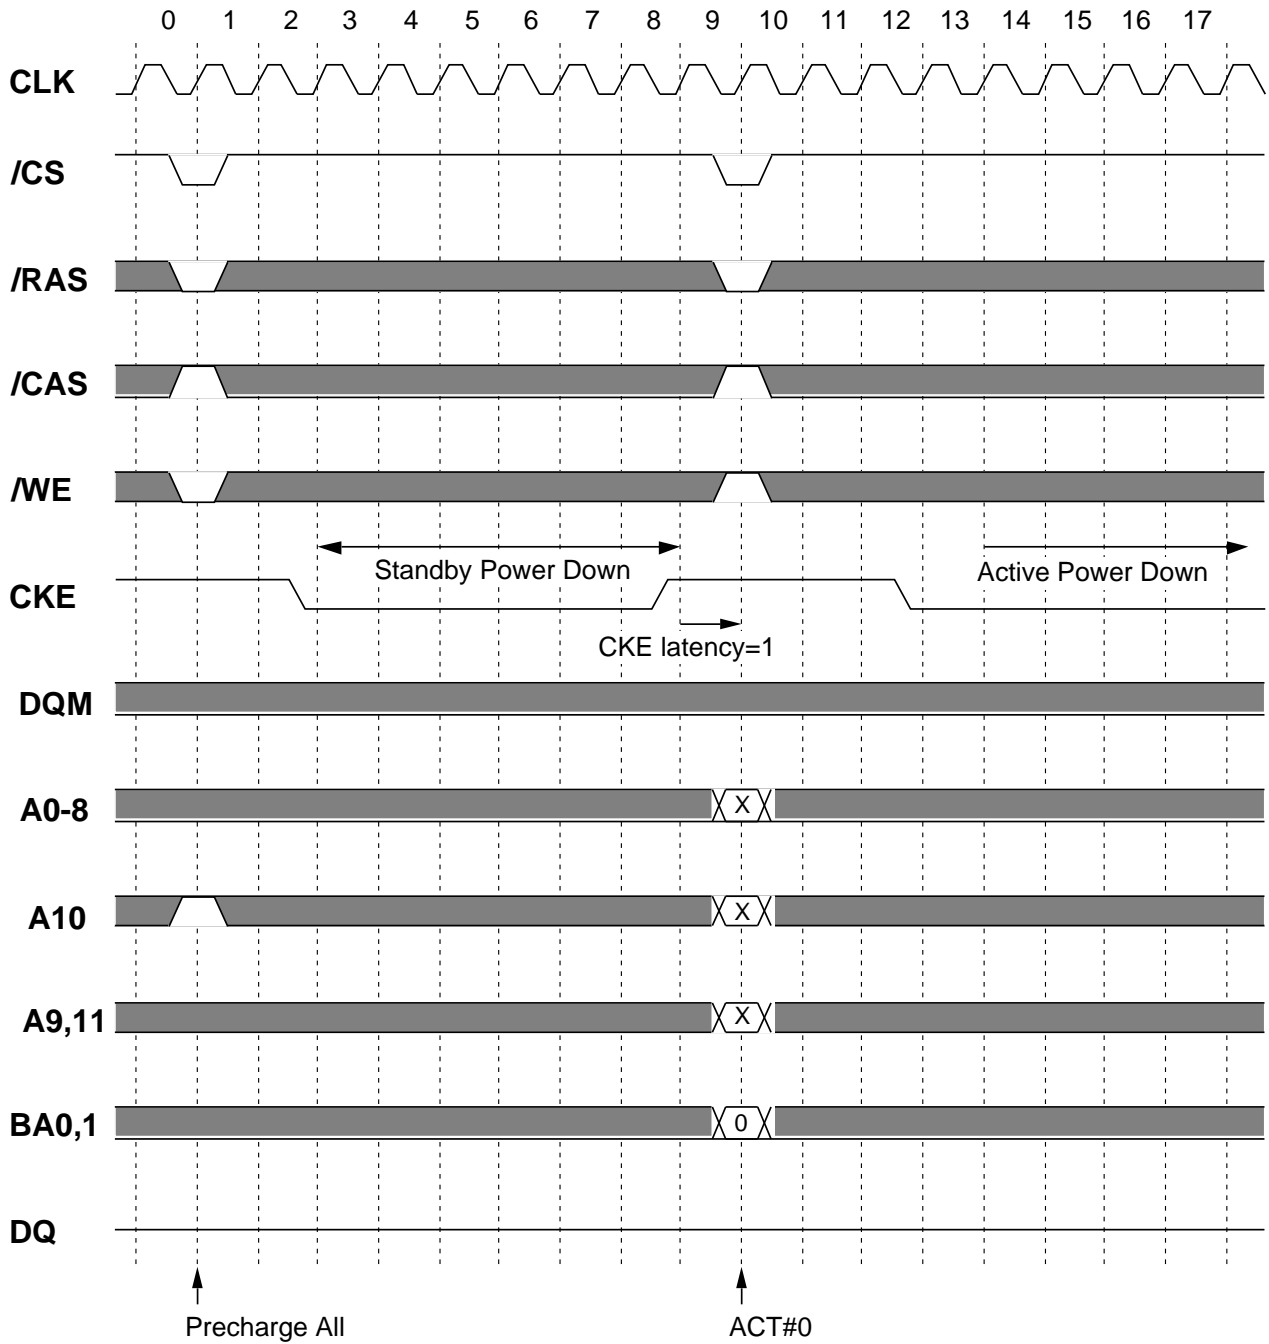 0 1 2 3 4 5 6 7 8 9 10 11 12 13 14 15 16 17
CLK
/CS
/RAS
/CAS
/WE
Standby Power Down
Active Power Down
CKE
CKE latency=1
DQM
A0-8 X
A10 X
A9,11 X
BA0,1 0
DQ
Precharge All
ACT#0